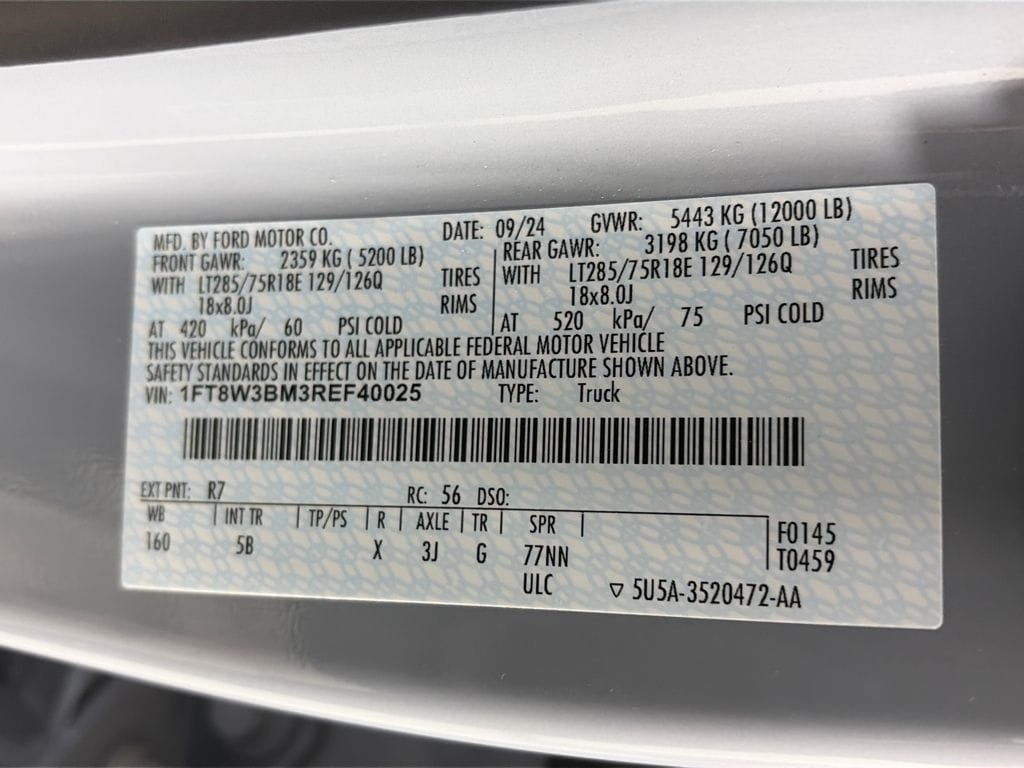 MFD. BY FORD MOTOR CO. DATE: 09/24 GVWR: 5443 KG (12000 LB)
FRONT GAWR: 2359 KG ( 5200 LB) REAR GAWR: 3198 KG ( 7050 LB)
WITH LT285/75R18E 129/126Q TIRES WITH LT285/75R18E 129/126Q TIRES
18x8.0J RIMS 18x8.0J RIMS
AT 420 kPa/ 60 PSI COLD AT 520 kPa/ 75 PSI COLD
THIS VEHICLE CONFORMS TO ALL APPLICABLE FEDERAL MOTOR VEHICLE
SAFETY STANDARDS IN EFFECT ON THE DATE OF MANUFACTURE SHOWN ABOVE.
VIN: 1FT8W3BM3REF40025 TYPE: Truck
EXT PNT: R7 RC: 56 DSO:
WB INT TR TP/PS R AXLE TR SPR F0145
160 5B X 3J G 77NN T0459
ULC ▽ 5U5A-3520472-AA